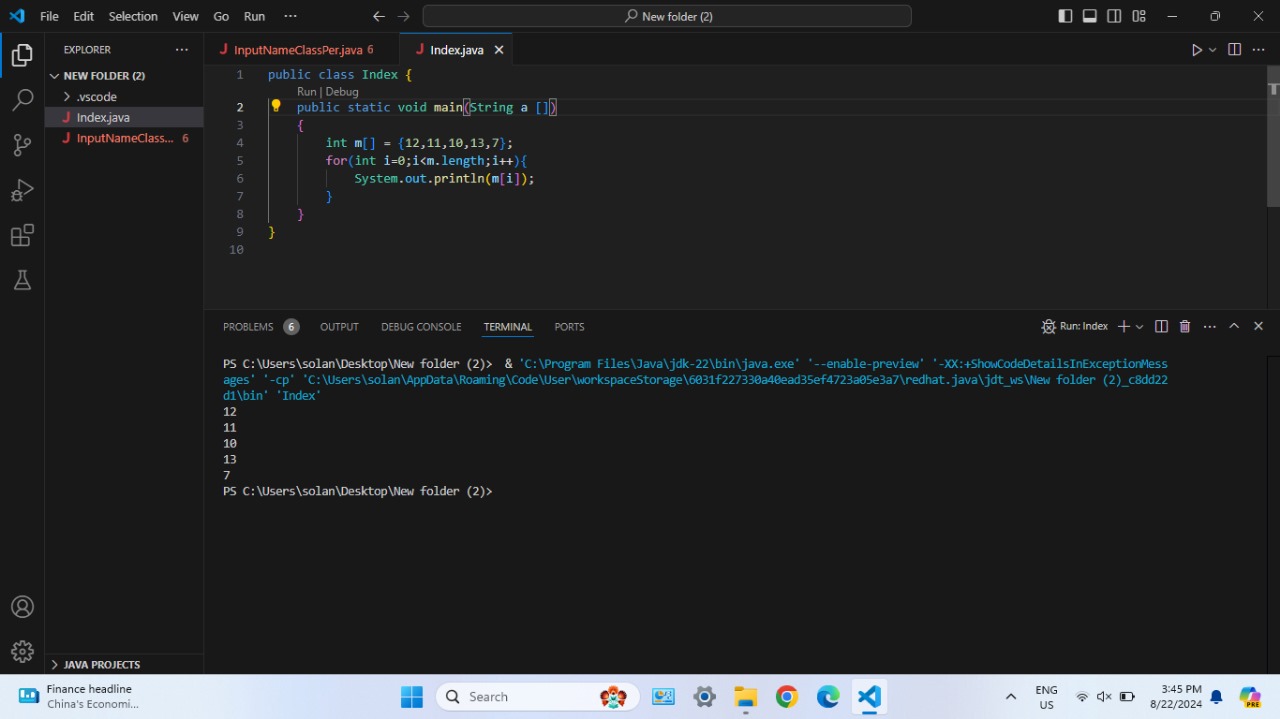 File Edit Selection View Go Run ···
New folder (2)
EXPLORER ···
NEW FOLDER (2)
.vscode
J Index.java
J InputNameClass... 6
JAVA PROJECTS
J InputNameClassPer.java 6
J Index.java
1 public class Index {
Run | Debug
2 public static void main(String a [])
3 {
4 int m[] = {12,11,10,13,7};
5 for(int i=0;i<m.length;i++){
6 System.out.println(m[i]);
7 }
8 }
9 }
10
PROBLEMS 6 OUTPUT DEBUG CONSOLE TERMINAL PORTS
Run: Index
PS C:\Users\solan\Desktop\New folder (2)> & 'C:\Program Files\Java\jdk-22\bin\java.exe' '--enable-preview' '-XX:+ShowCodeDetailsInExceptionMess
ages' '-cp' 'C:\Users\solan\AppData\Roaming\Code\User\workspaceStorage\6031f227330a40ead35ef4723a05e3a7\redhat.java\jdt_ws\New folder (2)_c8dd22
d1\bin' 'Index'
12
11
10
13
7
PS C:\Users\solan\Desktop\New folder (2)>
Finance headline
China's Economi...
Search
ENG
US
3:45 PM
8/22/2024
PRE